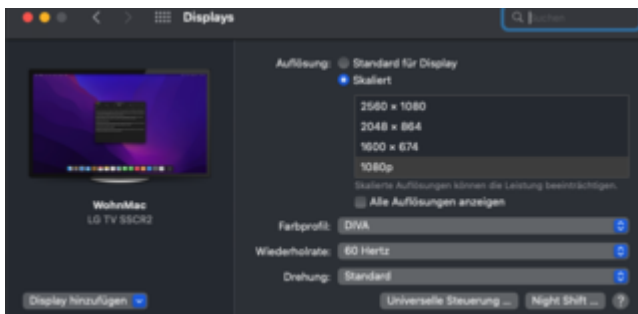 Displays
Suchen
Auflösung: Standard für Display
Skaliert
2560 × 1080
2048 × 864
1600 × 674
1080p
Skalierte Auflösungen können die Leistung beeinträchtigen.
Alle Auflösungen anzeigen
WohnMac
LG TV SSCR2
Farbprofil: DIVA
Wiederholrate: 60 Hertz
Drehung: Standard
Display hinzufügen
Universelle Steuerung ...
Night Shift ...
?